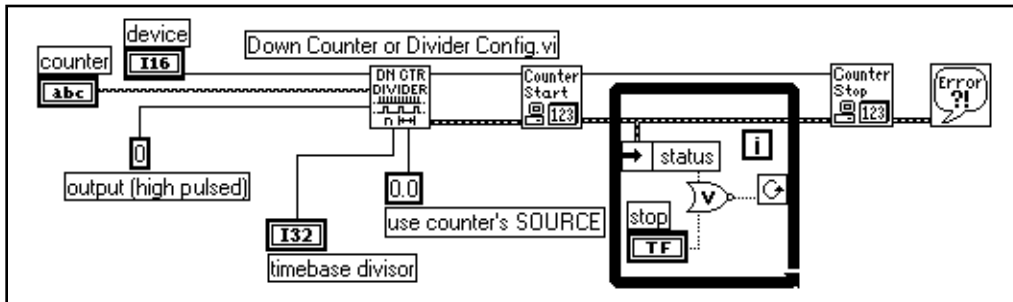 device
I16
counter
abc
Down Counter or Divider Config.vi
DN CTR
DIVIDER
n
Counter
Start
123
Counter
Stop
123
Error
?!
i
status
V
stop
TF
0
output (high pulsed)
0.0
use counter's SOURCE
I32
timebase divisor